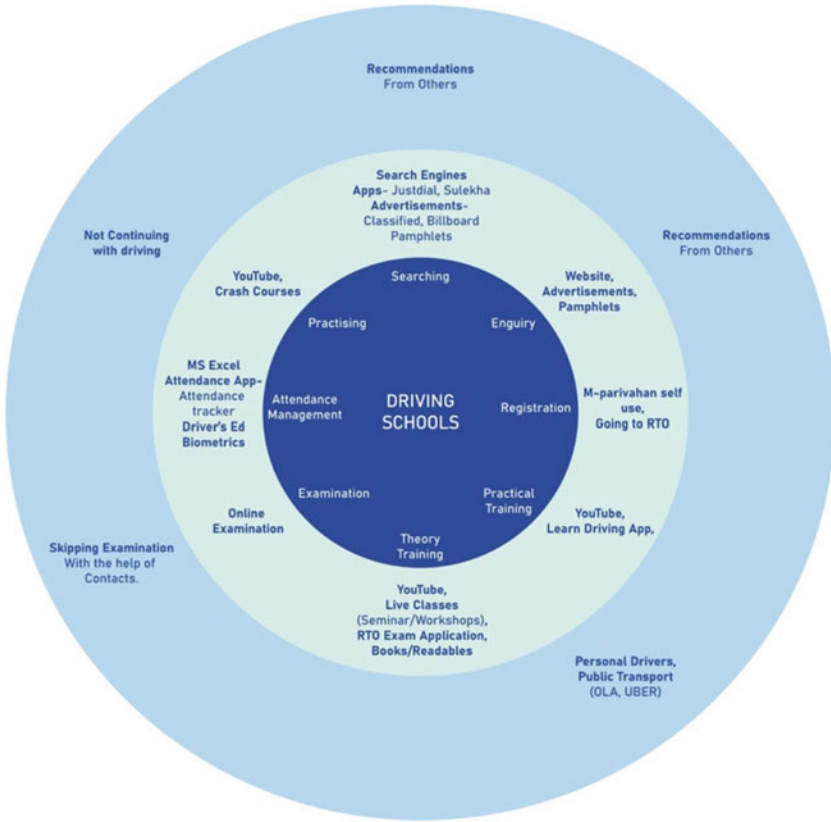 Recommendations
From Others
Search Engines
Apps- Justdial, Sulekha
Advertisements-
Classified, Billboard
Pamphlets
Not Continuing
with driving
Recommendations
From Others
YouTube,
Crash Courses
Searching
Website,
Advertisements,
Pamphlets
Practising
Enguiry
MS Excel
Attendance App-
Attendance
tracker
Driver's Ed
Biometrics
Attendance
Management
DRIVING
SCHOOLS
Registration
M-parivahan self
use,
Going to RTO
Examination
Practical
Training
Online
Examination
Theory
Training
YouTube,
Learn Driving App,
Skipping Examination
With the help of
Contacts.
YouTube,
Live Classes
(Seminar/Workshops),
RTO Exam Application,
Books/Readables
Personal Drivers,
Public Transport
(OLA, UBER)